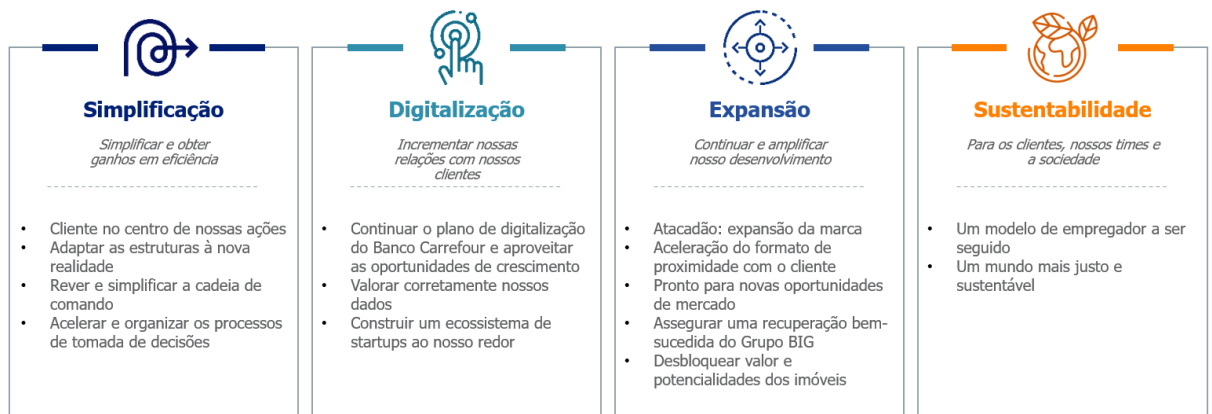 Simplificação
Simplificar e obter
ganhos em eficiência
• Cliente no centro de nossas ações
• Adaptar as estruturas à nova
realidade
• Rever e simplificar a cadeia de
comando
• Acelerar e organizar os processos
de tomada de decisões
Digitalização
Incrementar nossas
relações com nossos
clientes
• Continuar o plano de digitalização
do Banco Carrefour e aproveitar
as oportunidades de crescimento
• Valorar corretamente nossos
dados
• Construir um ecossistema de
startups ao nosso redor
Expansão
Continuar e amplificar
nosso desenvolvimento
• Atacadão: expansão da marca
• Aceleração do formato de
proximidade com o cliente
• Pronto para novas oportunidades
de mercado
• Assegurar uma recuperação bem-
sucedida do Grupo BIG
• Desbloquear valor e
potencialidades dos imóveis
Sustentabilidade
Para os clientes, nossos times e
a sociedade
• Um modelo de empregador a ser
seguido
• Um mundo mais justo e
sustentável